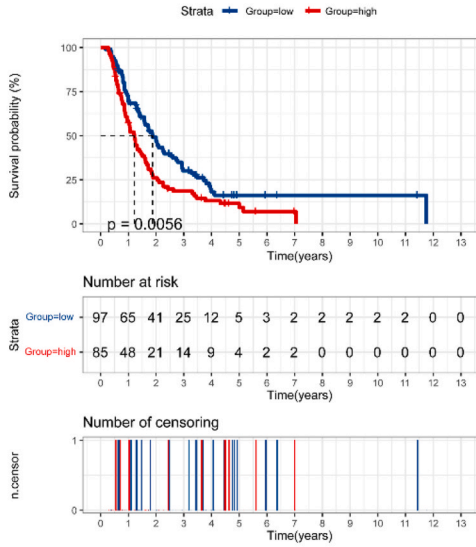 Strata Group=low Group=high
Survival probability (%)
100
75
50
25
0
p = 0.0056
0 1 2 3 4 5 6 7 8 9 10 11 12 13
Time(years)
Number at risk
Strata
Group=low 97 65 41 25 12 5 3 2 2 2 2 2 0 0
Group=high 85 48 21 14 9 4 2 2 0 0 0 0 0 0
0 1 2 3 4 5 6 7 8 9 10 11 12 13
Time(years)
Number of censoring
n.censor
1
0
0 1 2 3 4 5 6 7 8 9 10 11 12 13
Time(years)